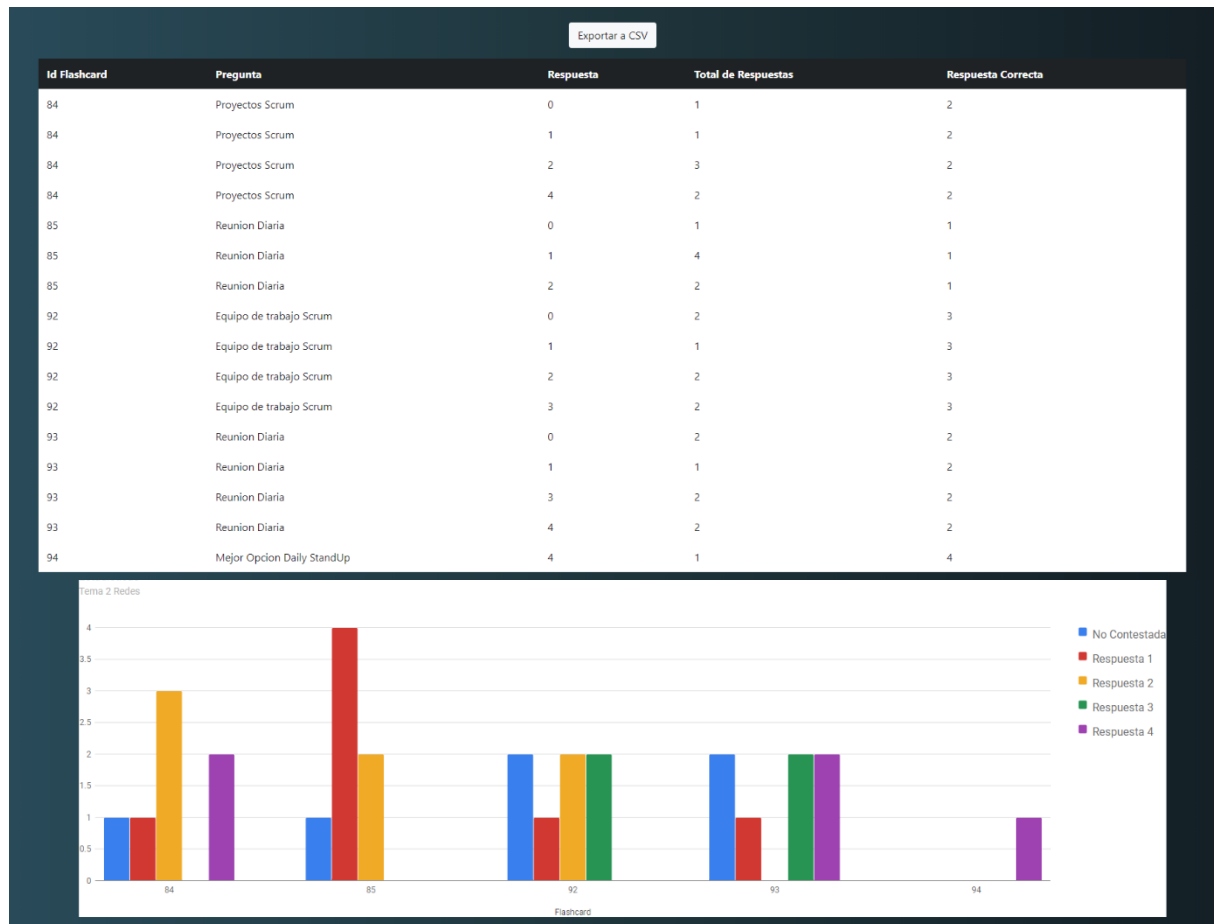 Exportar a CSV
Id Flashcard Pregunta Respuesta Total de Respuestas Respuesta Correcta
84 Proyectos Scrum 0 1 2
84 Proyectos Scrum 1 1 2
84 Proyectos Scrum 2 3 2
84 Proyectos Scrum 4 2 2
85 Reunion Diaria 0 1 1
85 Reunion Diaria 1 4 1
85 Reunion Diaria 2 2 1
92 Equipo de trabajo Scrum 0 2 3
92 Equipo de trabajo Scrum 1 1 3
92 Equipo de trabajo Scrum 2 2 3
92 Equipo de trabajo Scrum 3 2 3
93 Reunion Diaria 0 2 2
93 Reunion Diaria 1 1 2
93 Reunion Diaria 3 2 2
93 Reunion Diaria 4 2 2
94 Mejor Opcion Daily StandUp 4 1 4
Tema 2 Redes
4
3.5
3
2.5
2
1.5
1
0.5
0
84 85 92 93 94
Flashcard
No Contestada
Respuesta 1
Respuesta 2
Respuesta 3
Respuesta 4